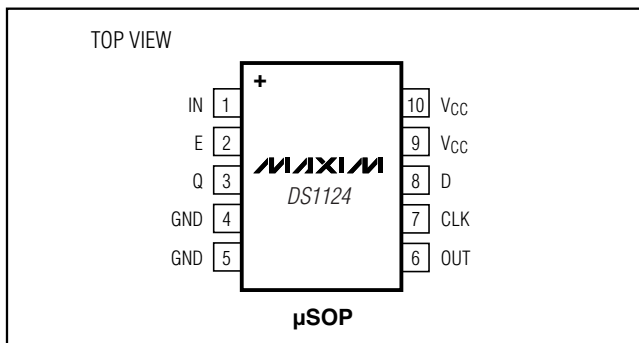 TOP VIEW
+
IN 1 10 VCC
E 2 9 VCC
Q 3 MAXIM 8 D
DS1124
GND 4 7 CLK
GND 5 6 OUT
µSOP